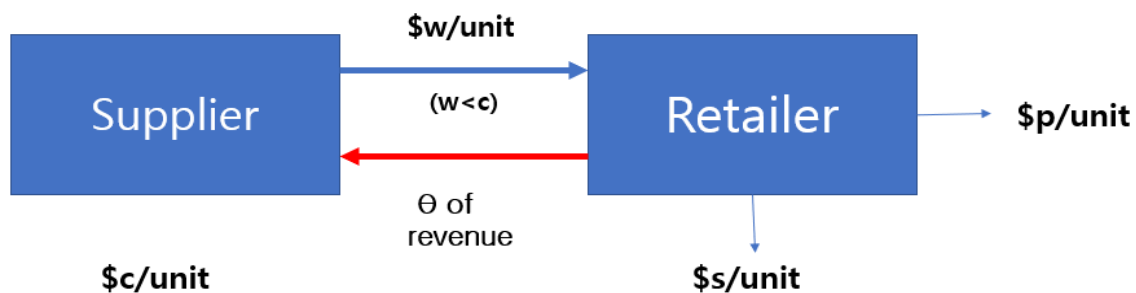 $w/unit
Supplier
(w<c)
Retailer
$p/unit
Ɵ of
revenue
$c/unit
$s/unit